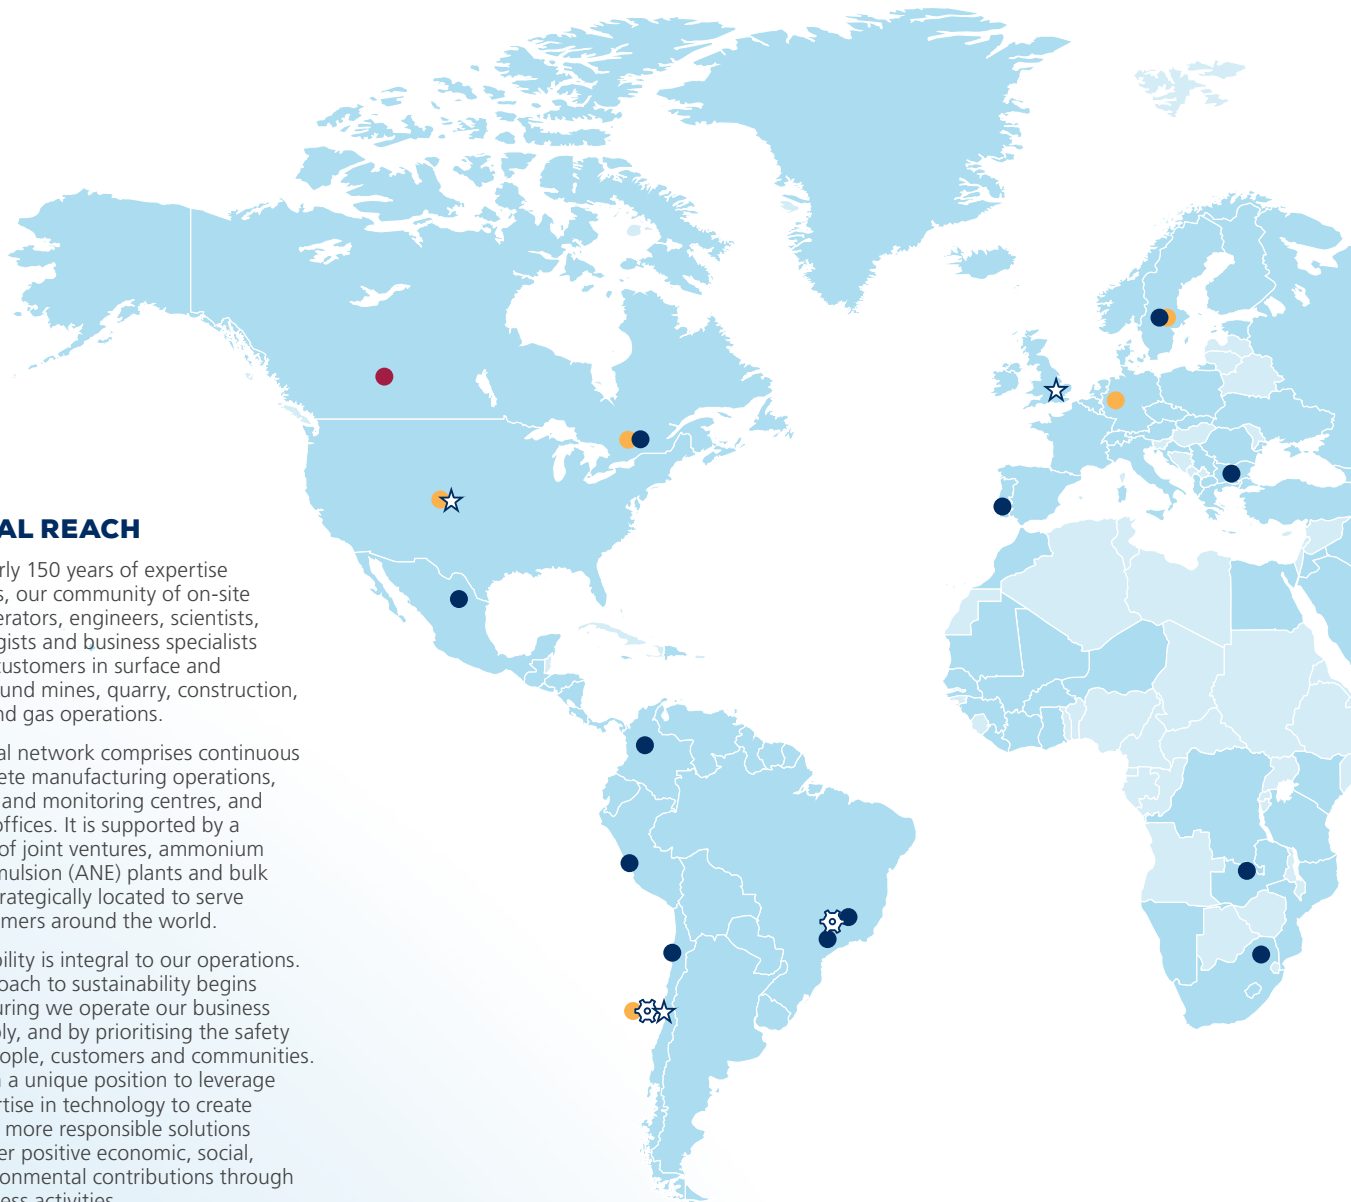 AL REACH
rly 150 years of expertise
s, our community of on-site
erators, engineers, scientists,
gists and business specialists
customers in surface and
und mines, quarry, construction,
nd gas operations.
al network comprises continuous
ete manufacturing operations,
and monitoring centres, and
offices. It is supported by a
of joint ventures, ammonium
mulsion (ANE) plants and bulk
trategically located to serve
mers around the world.
bility is integral to our operations.
oach to sustainability begins
uring we operate our business
bly, and by prioritising the safety
eople, customers and communities.
n a unique position to leverage
rtise in technology to create
more responsible solutions
er positive economic, social,
onmental contributions through
ess activities.